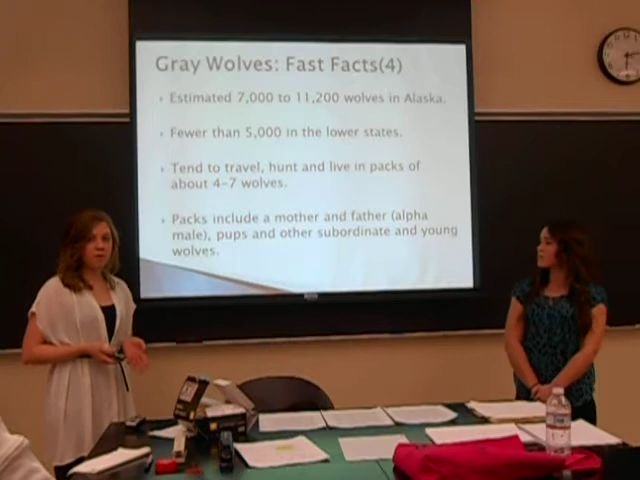 Gray Wolves: Fast Facts(4)
Estimated 7,000 to 11,200 wolves in Alaska.
Fewer than 5,000 in the lower states.
Tend to travel, hunt and live in packs of
about 4-7 wolves.
Packs include a mother and father (alpha
male), pups and other subordinate and young
wolves.